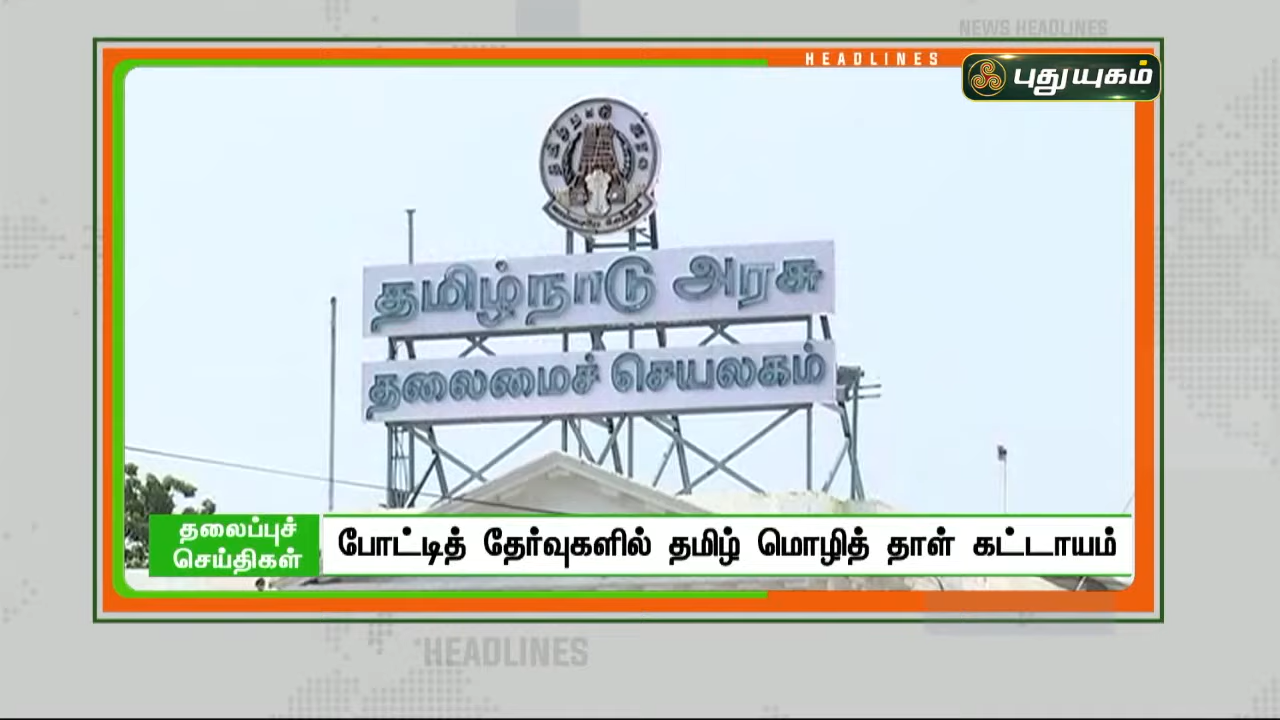 NEWS HEADLINES
HEADLINES
புதுயுகம்
தமிழ்நாடு அரசு
தலைமைச் செயலகம்
தலைப்புச்
செய்திகள்
போட்டித் தேர்வுகளில் தமிழ் மொழித் தாள் கட்டாயம்
HEADLINES